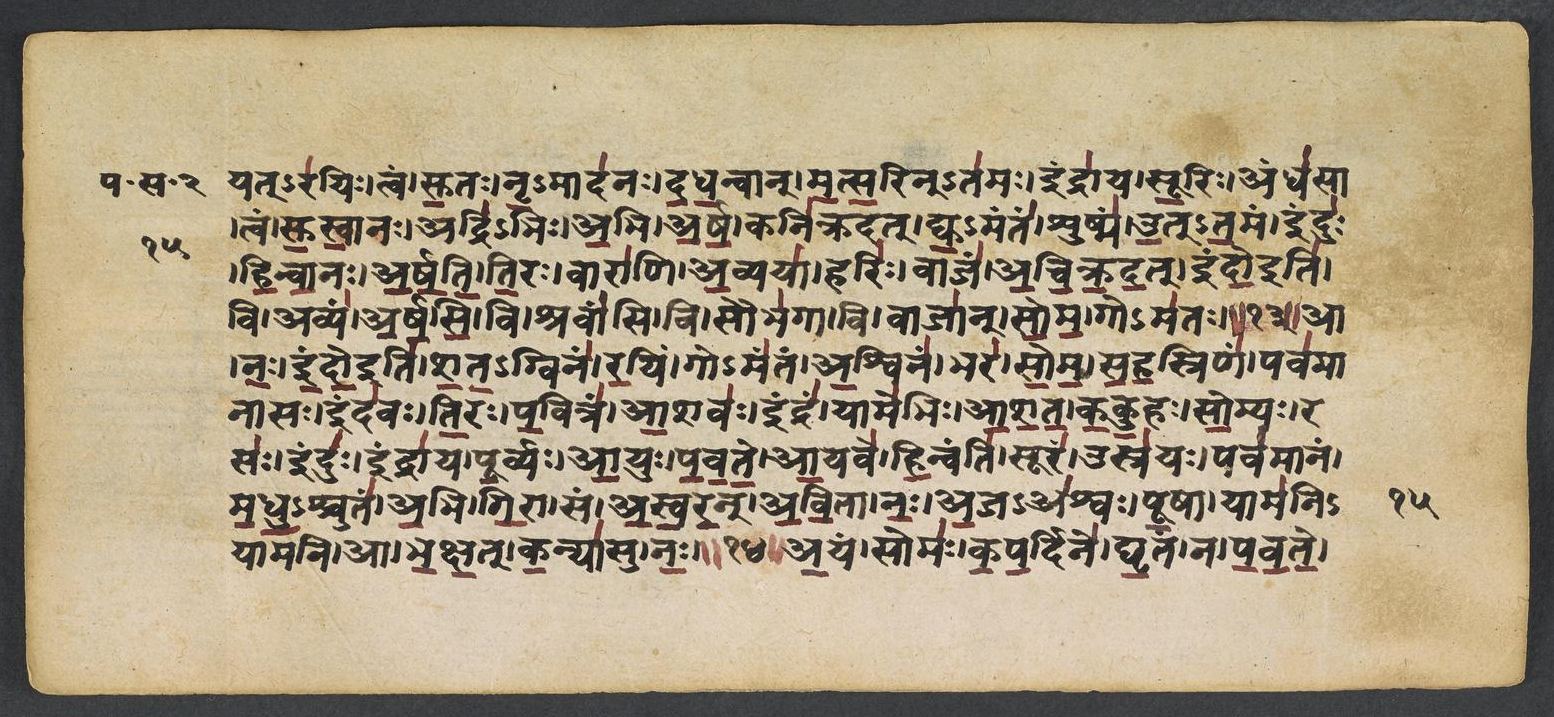 प॰स॰२
यत्ऽरयिः।त्वं।सुतः।नृऽमादनः।दधन्वान्।मत्सरिन्ऽतमः।इंद्राय।सूरिः।अंधसा
।त्वं।सुस्वानः।अद्रिऽभिः।अभि।अर्ष।कनिक्रदत्।द्युऽमंतं।शुष्मं।उत्ऽतमं।इंदुः
१५
।हिन्वानः।अर्षति।तिरः।वाराणि।अव्यया।हरिः।वाजं।अचिक्रदत्।इंदोइति।
वि।अव्यं।अर्षसि।वि।श्रवांसि।वि।सौभगा।वि।वाजान्।सोम।गोऽमतः॥१३॥आ
।नः।इंदोइति।शतऽग्विनं।रयिं।गोऽमंतं।अश्विनं।भर।सोम।सहस्रिणं।पवमा
नासः।इंदवः।तिरः।पवित्रं।आशवः।इंद्रं।यामेभिः।आशत।ककुहः।सोम्यः।र
सः।इंदुः।इंद्राय।पूर्व्यः।आयुः।पवते।आयवे।हिन्वंति।सूरं।उस्रयः।पवमानं।
मधुऽश्चुतं।अभि।गिरा।सं।अस्वरन्।अविता।नः।अजऽअश्वः।पूषा।यामनिऽ
१५
यामनि।आ।भक्षत्।कन्यासु।नः॥१४॥अयं।सोमः।कपर्दिने।घृतं।न।पवते।